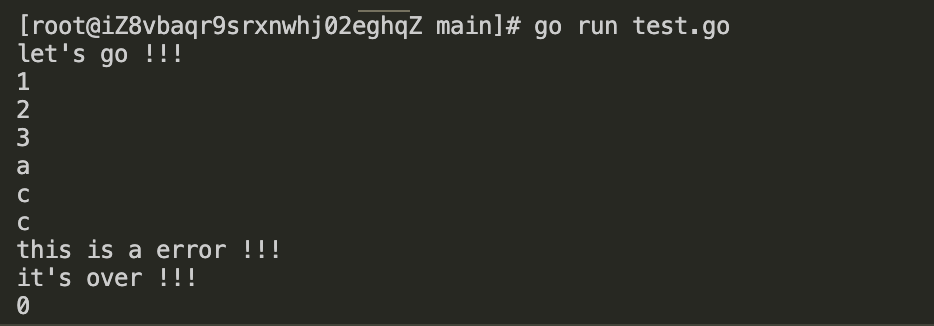 [root@iZ8vbaqr9srxnwhj02eghqZ main]# go run test.go
let's go !!!
1
2
3
a
c
c
this is a error !!!
it's over !!!
0